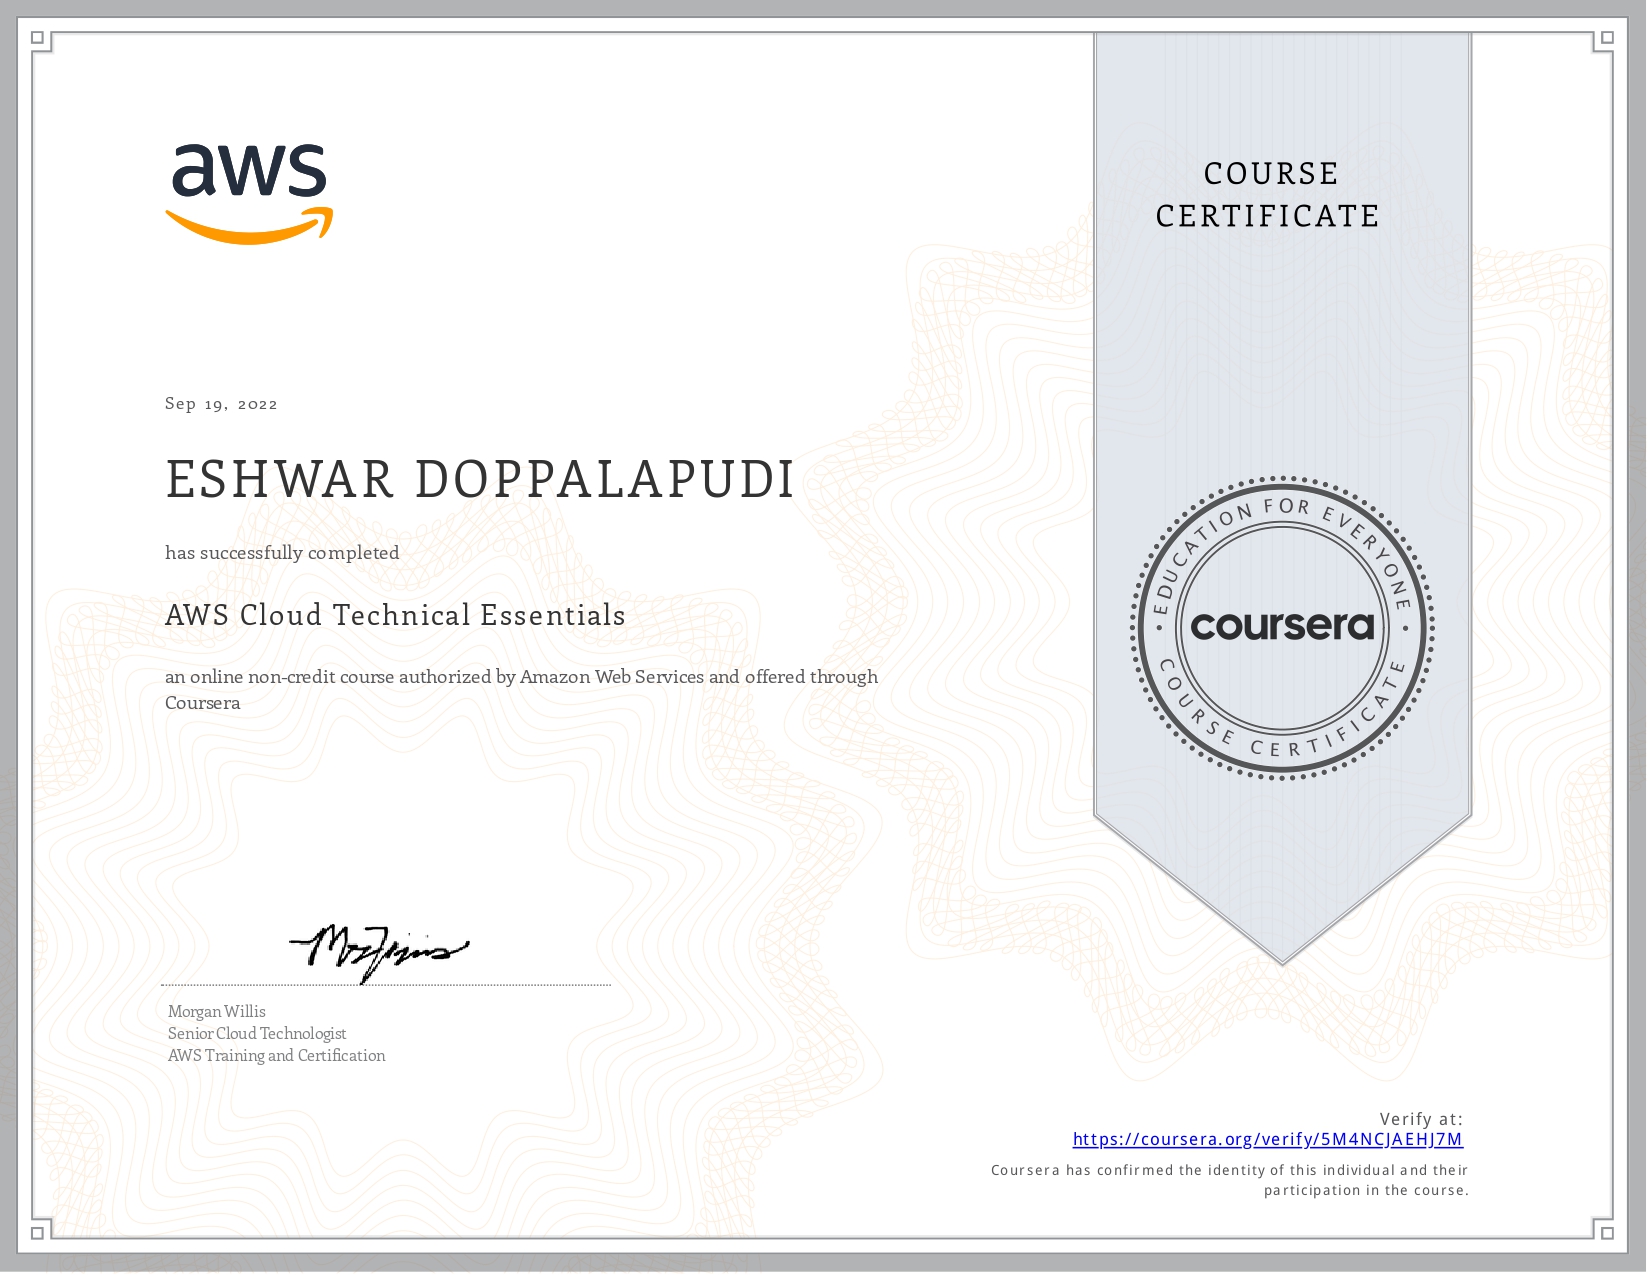 aws
COURSE
CERTIFICATE
Sep 19, 2022
ESHWAR DOPPALAPUDI
has successfully completed
AWS Cloud Technical Essentials
an online non-credit course authorized by Amazon Web Services and offered through
Coursera
EDUCATION FOR EVERYONE
coursera
COURSE CERTIFICATE
Morgan Willis
Senior Cloud Technologist
AWS Training and Certification
Verify at:
https://coursera.org/verify/5M4NCJAEHJ7M
Coursera has confirmed the identity of this individual and their
participation in the course.